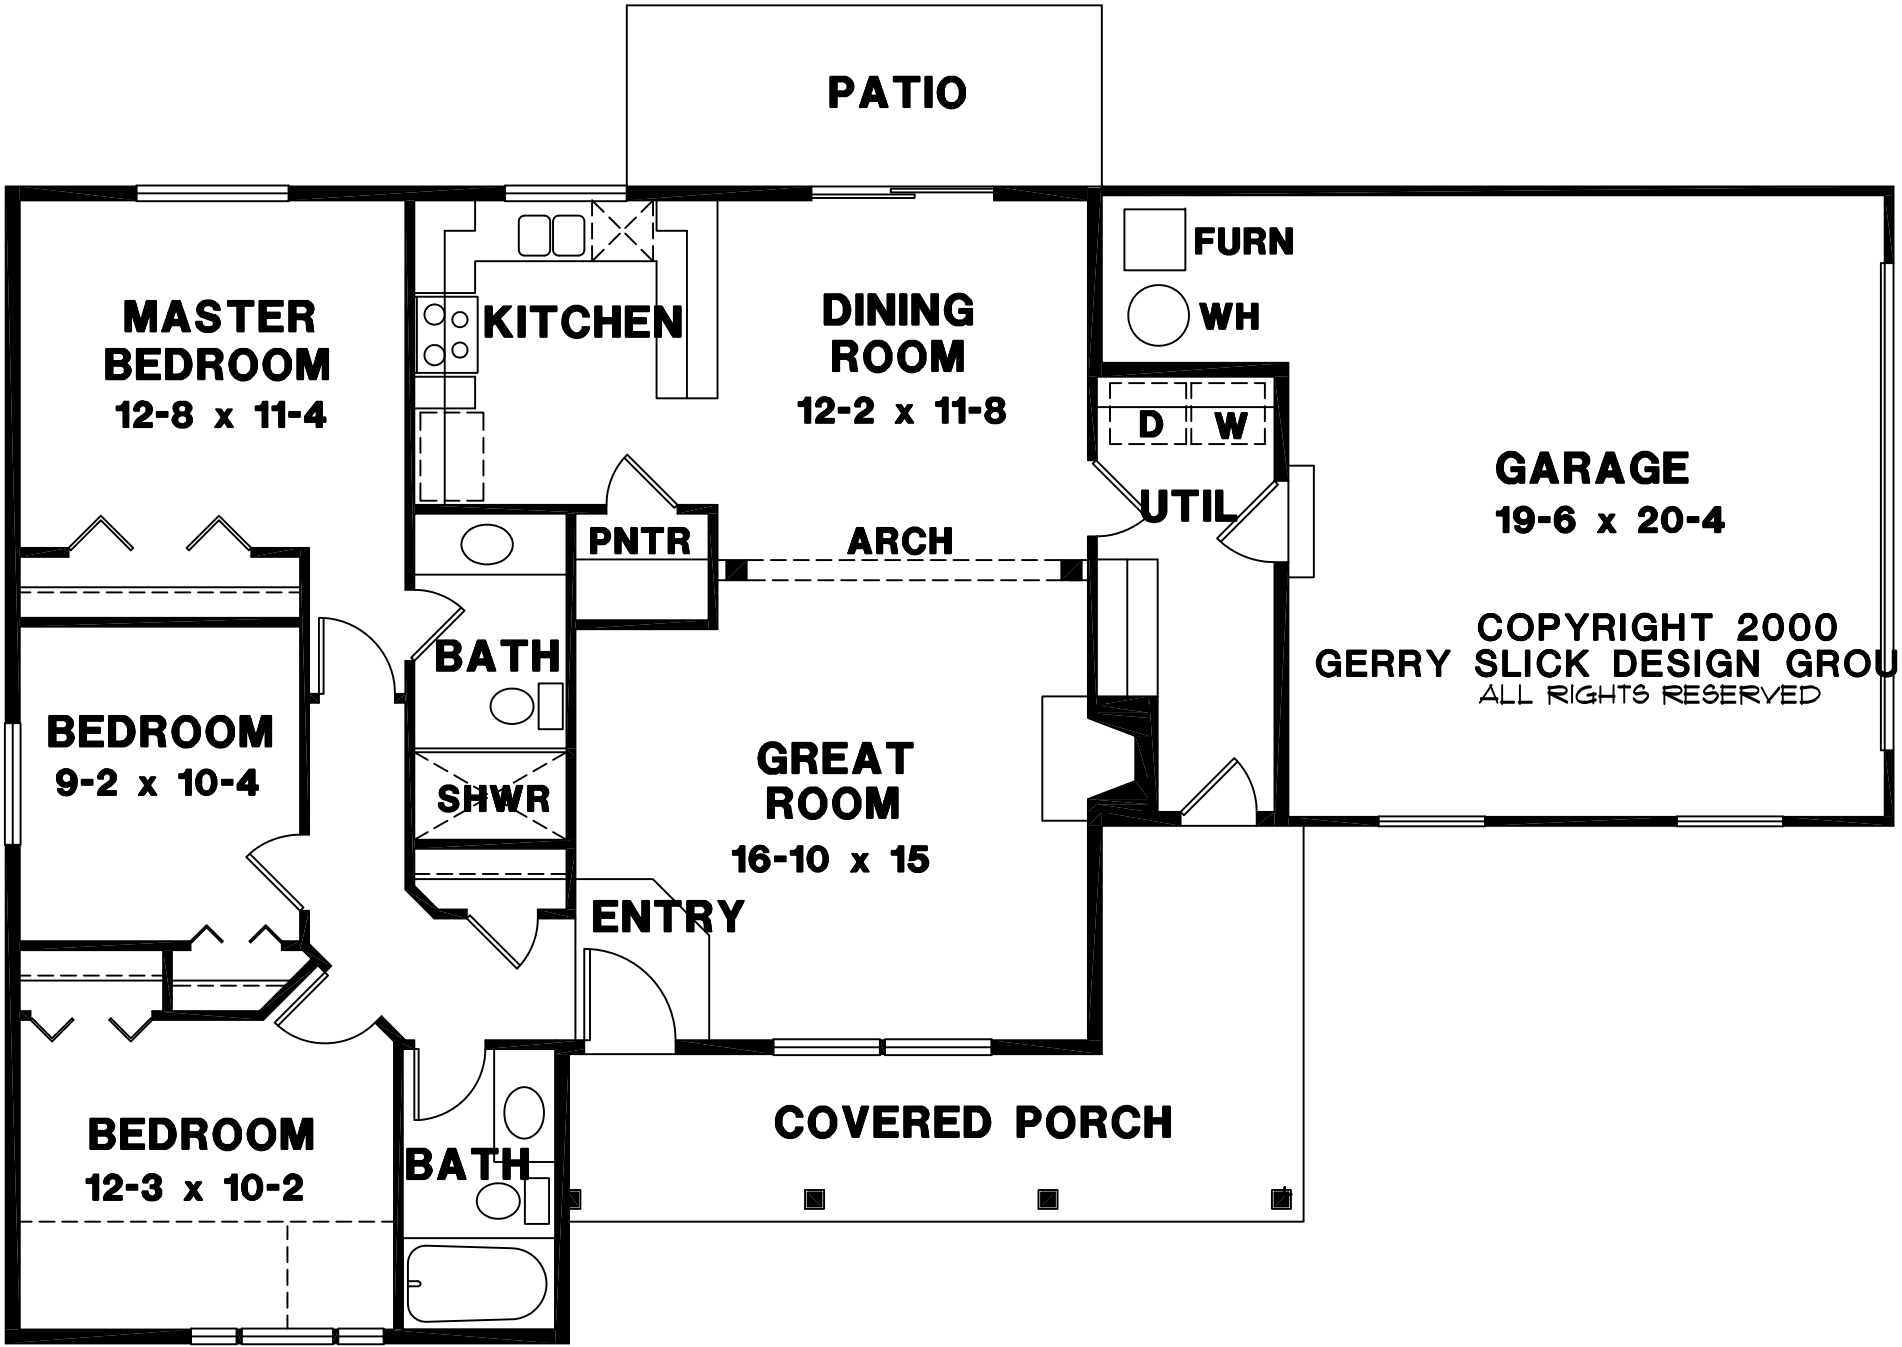 PATIO
FURN
WH
MASTER
BEDROOM
12-8 x 11-4
KITCHEN
DINING
ROOM
12-2 x 11-8
D
W
UTIL
GARAGE
19-6 x 20-4
PNTR
ARCH
COPYRIGHT 2000
GERRY SLICK DESIGN GROU
ALL RIGHTS RESERVED
BATH
BEDROOM
9-2 x 10-4
SHWR
GREAT
ROOM
16-10 x 15
ENTRY
BEDROOM
12-3 x 10-2
BATH
COVERED PORCH